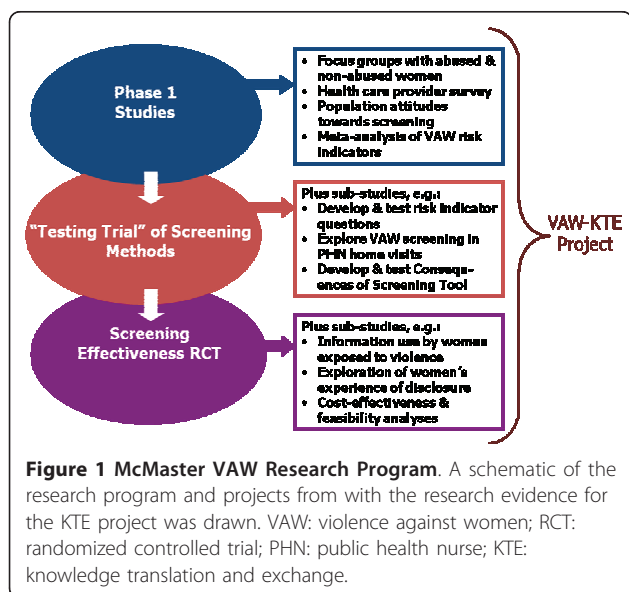 Phase 1
Studies
• Focus groups with abused &
non-abused women
• Health care provider survey
• Population attitudes
towards screening
• Meta-analysis of VAW risk
indicators
"Testing Trial" of Screening
Methods
Plus sub-studies, e.g.:
• Develop & test risk indicator
questions
• Explore VAW screening in
PHN home visits
• Develop & test Consequ-
ences of Screening Tool
Screening
Effectiveness RCT
Plus sub-studies, e.g.:
• Information use by women
exposed to violence
• Exploration of women's
experience of disclosure
• Cost-effectiveness &
feasibility analyses
VAW-KTE
Project
Figure 1 McMaster VAW Research Program. A schematic of the
research program and projects from with the research evidence for
the KTE project was drawn. VAW: violence against women; RCT:
randomized controlled trial; PHN: public health nurse; KTE:
knowledge translation and exchange.